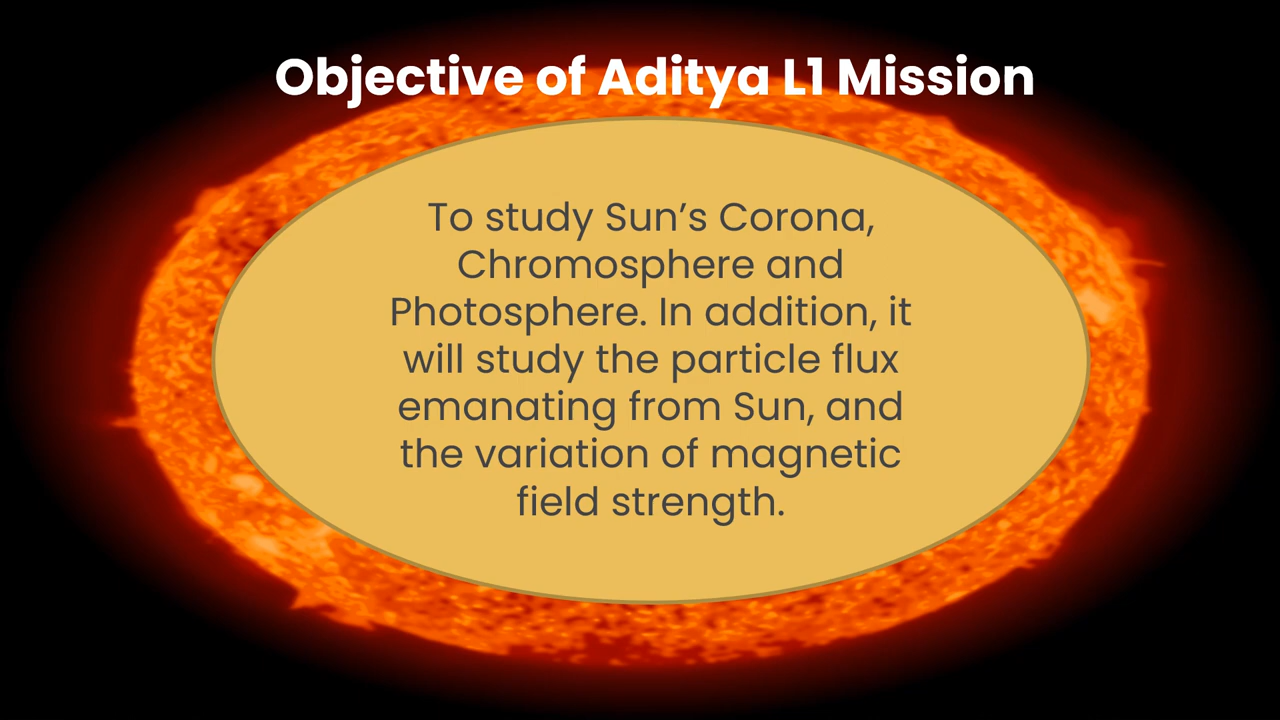 Objective of Aditya L1 Mission
To study Sun’s Corona,
Chromosphere and
Photosphere. In addition, it
will study the particle flux
emanating from Sun, and
the variation of magnetic
field strength.